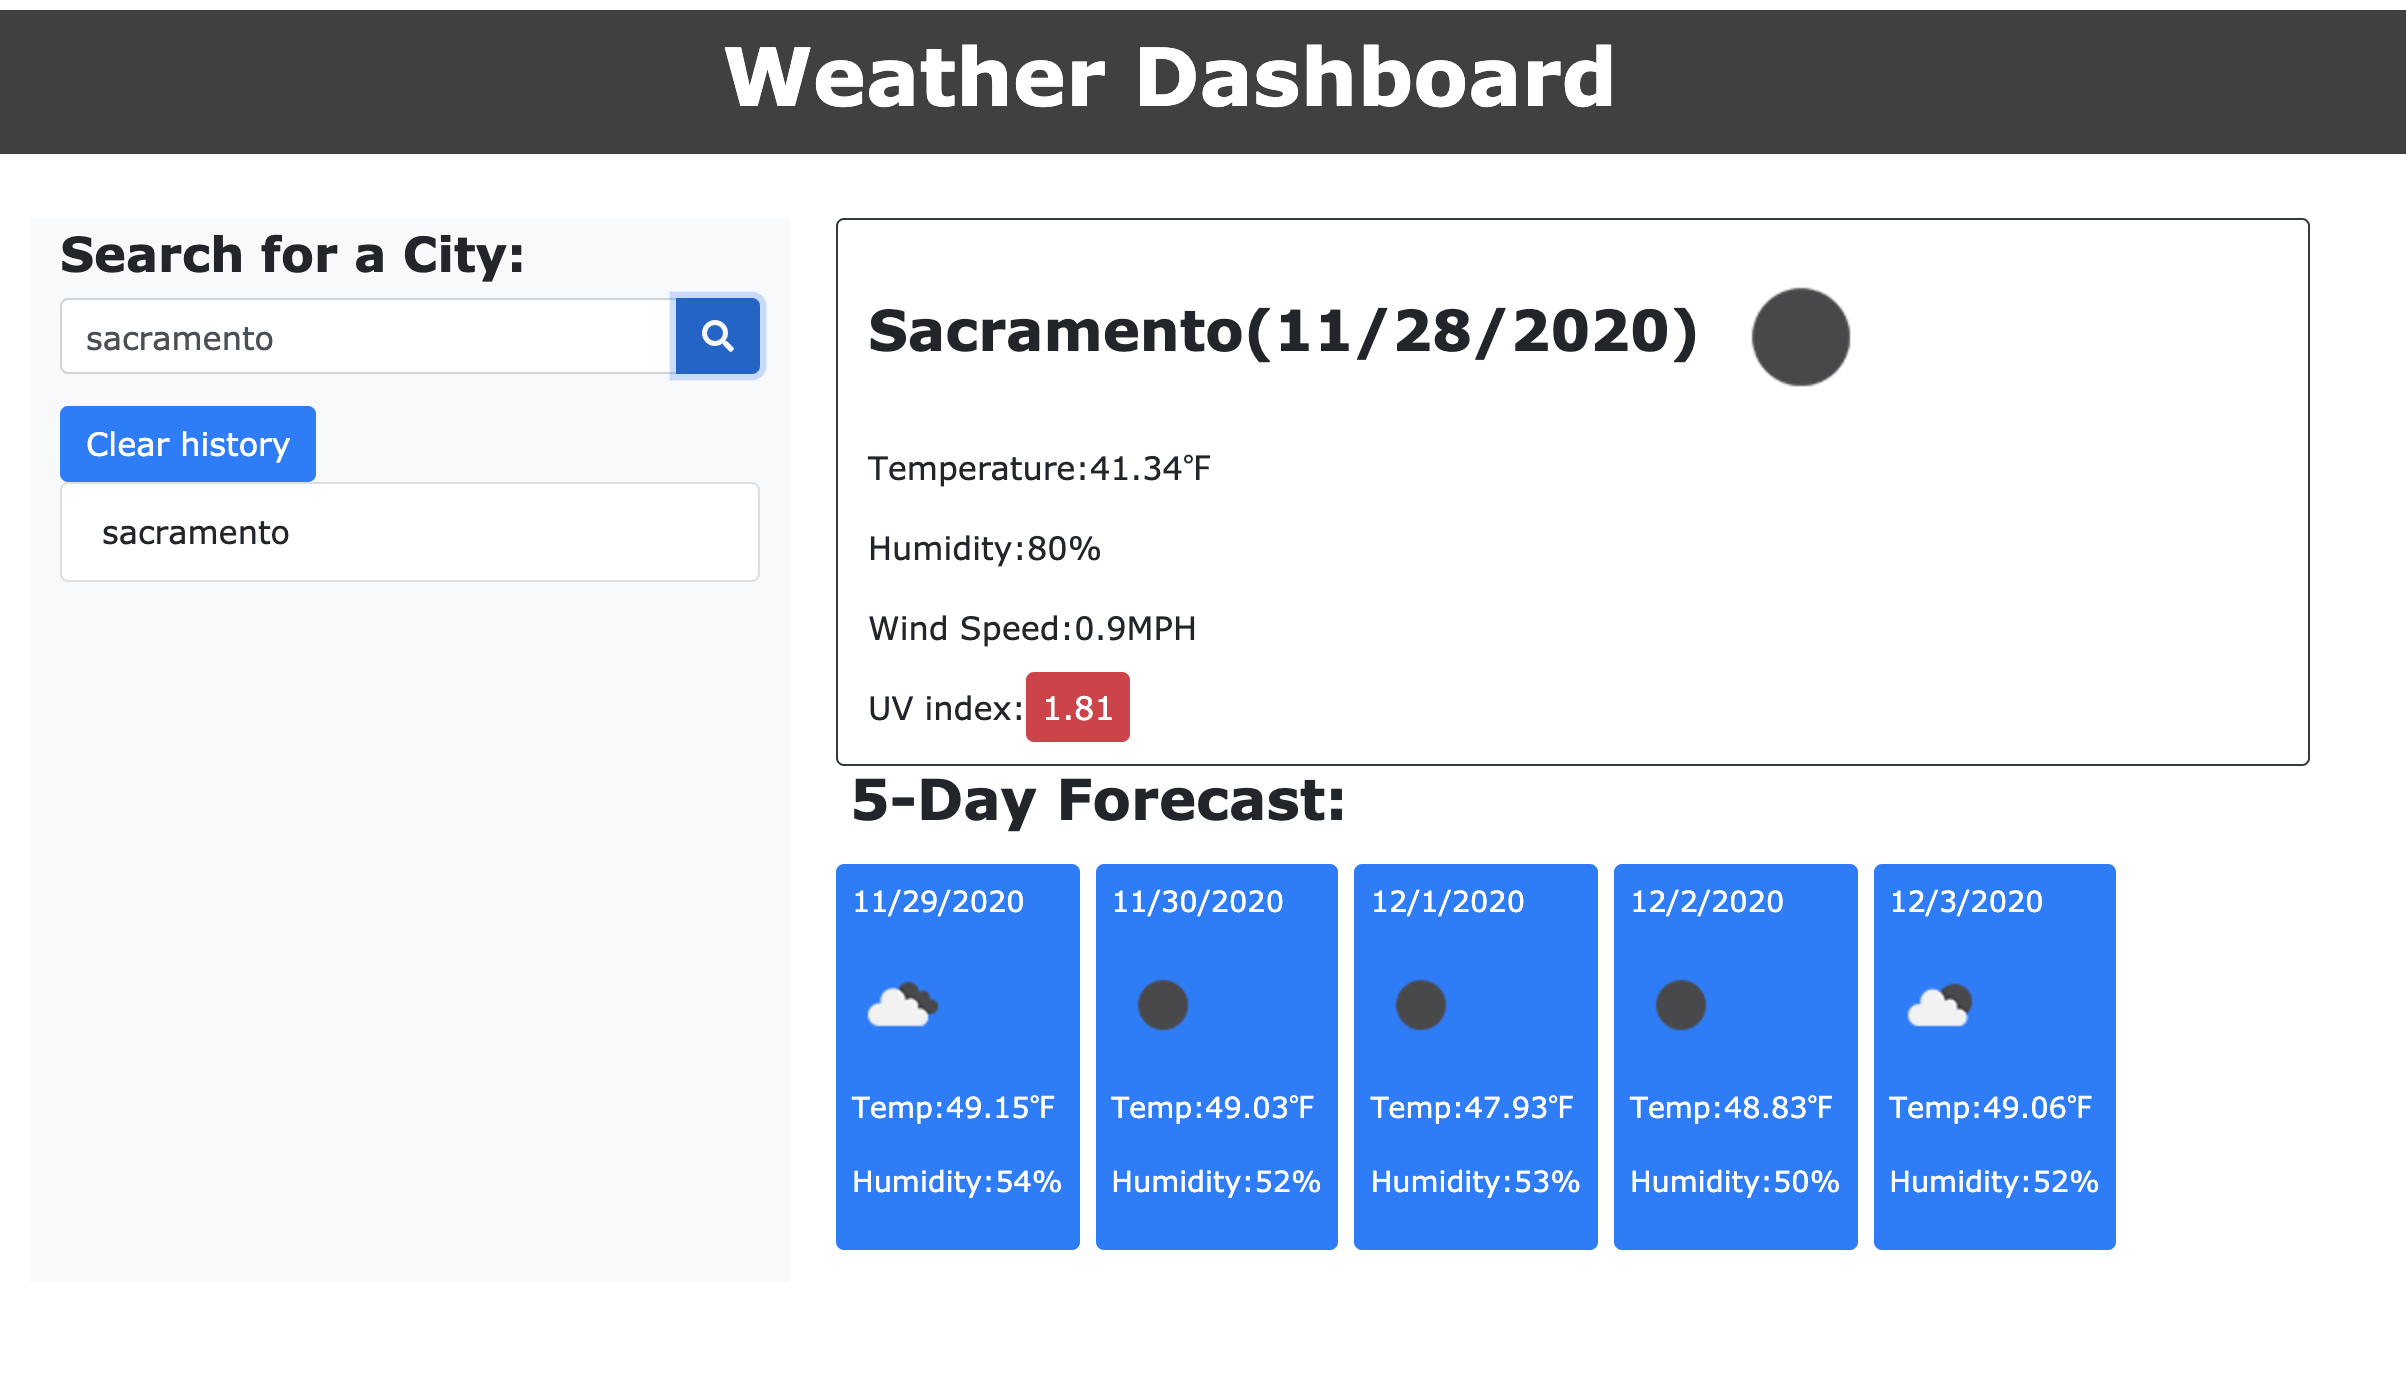 Weather Dashboard
Search for a City:
sacramento
Clear history
sacramento
Sacramento(11/28/2020)
Temperature:41.34°F
Humidity:80%
Wind Speed:0.9MPH
UV index:1.81
5-Day Forecast:
11/29/2020
Temp:49.15°F
Humidity:54%
11/30/2020
Temp:49.03°F
Humidity:52%
12/1/2020
Temp:47.93°F
Humidity:53%
12/2/2020
Temp:48.83°F
Humidity:50%
12/3/2020
Temp:49.06°F
Humidity:52%